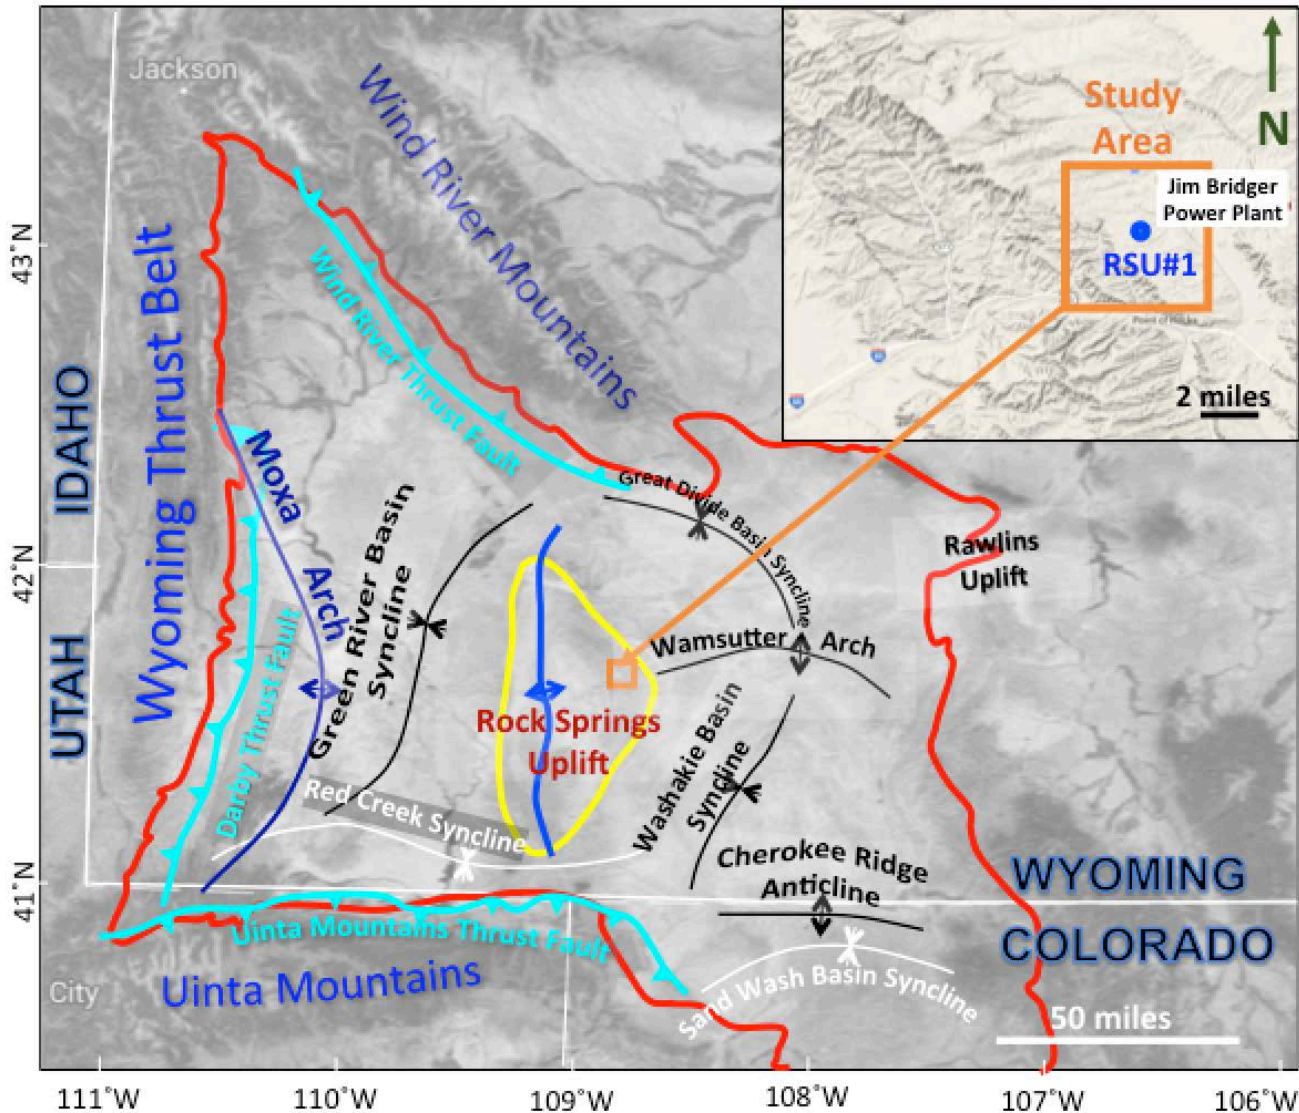 Jackson
Wind River Mountains
Study
Area
N
Jim Bridger
Power Plant
RSU#1
2 miles
43˚N
Wyoming Thrust Belt
Wind River Thrust Fault
IDAHO
Moxa
Arch
Great Divide Basin Syncline
Green River Basin
Syncline
Rawlins
Uplift
42˚N
UTAH
Wamsutter Arch
Darby Thrust Fault
Rock Springs
Uplift
Washakie Basin
Syncline
Red Creek Syncline
Cherokee Ridge
Anticline
WYOMING
41˚N
COLORADO
Uinta Mountains Thrust Fault
Uinta Mountains
City
Sand Wash Basin Syncline
50 miles
111˚W
110˚W
109˚W
108˚W
107˚W
106˚W